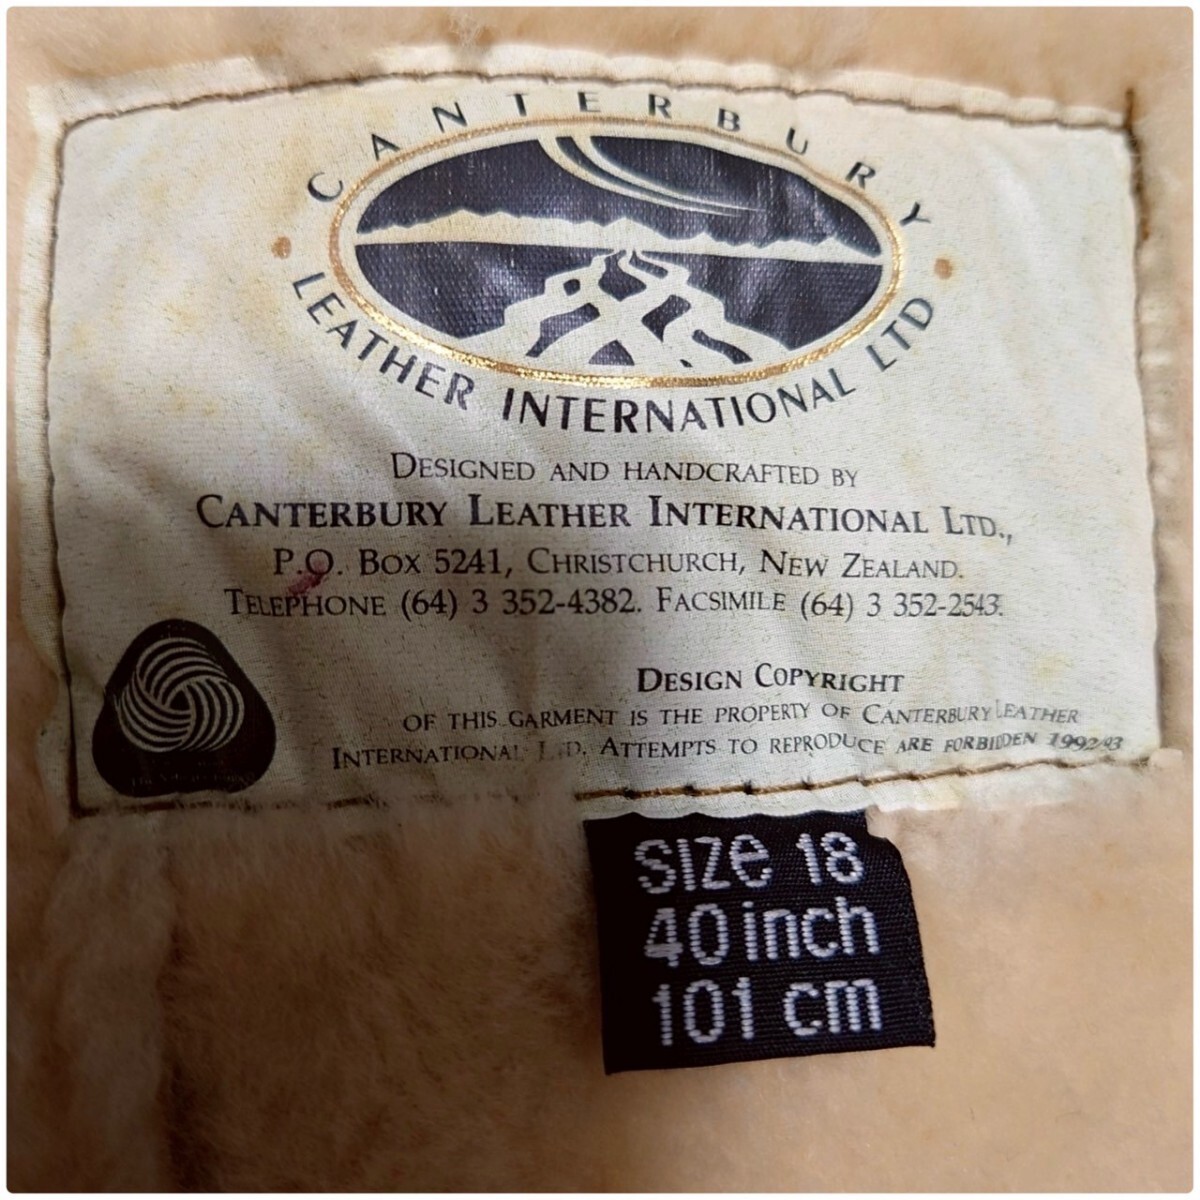 CANTERBURY
LEATHER INTERNATIONAL LTD
DESIGNED AND HANDCRAFTED BY
CANTERBURY LEATHER INTERNATIONAL LTD.,
P.O. BOX 5241, CHRISTCHURCH, NEW ZEALAND.
TELEPHONE (64) 3 352-4382. FACSIMILE (64) 3 352-2543.
DESIGN COPYRIGHT
OF THIS GARMENT IS THE PROPERTY OF CANTERBURY LEATHER
INTERNATIONAL LTD. ATTEMPTS TO REPRODUCE ARE FORBIDDEN 1992/93
size 18
40 inch
101 cm